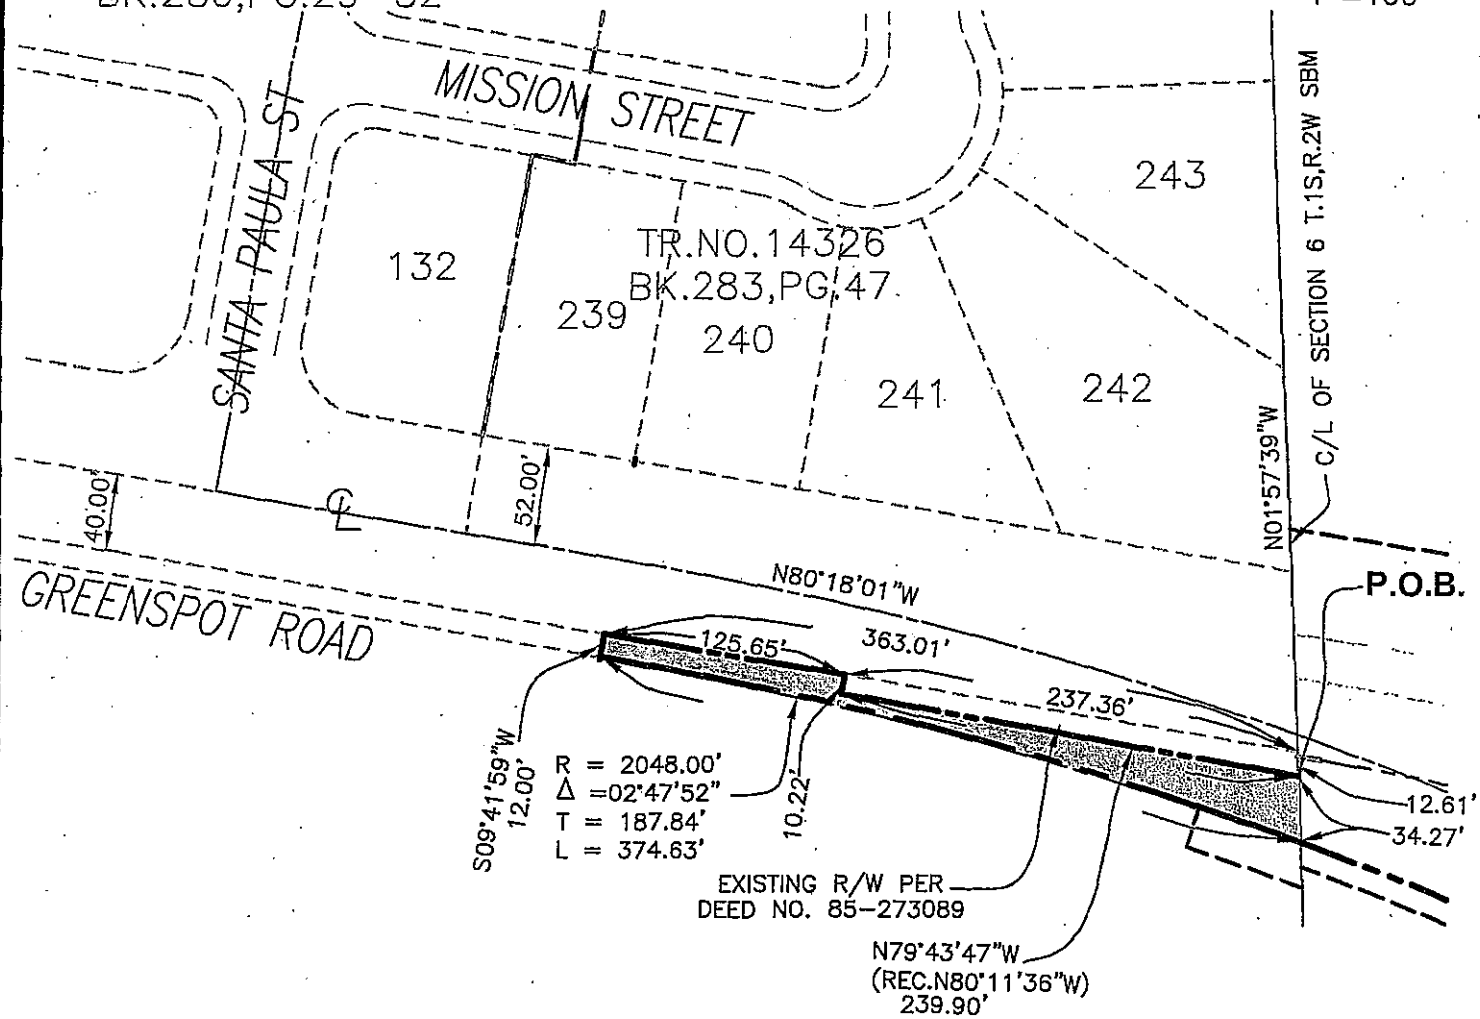 MISSION STREET
SANTA PAULA ST
132
239
TR.NO.14326
BK.283,PG.47
240
241
242
243
C/L OF SECTION 6 T.1S,R.2W SBM
N01°57'39"W
40.00'
CL
52.00'
GREENSPOT ROAD
N80°18'01"W
P.O.B.
125.65'
363.01'
237.36'
S09°41'59"W
12.00'
R = 2048.00'
Δ =02°47'52"
T = 187.84'
L = 374.63'
10.22'
12.61'
34.27'
EXISTING R/W PER
DEED NO. 85-273089
N79°43'47"W
(REC.N80°11'36"W)
239.90'